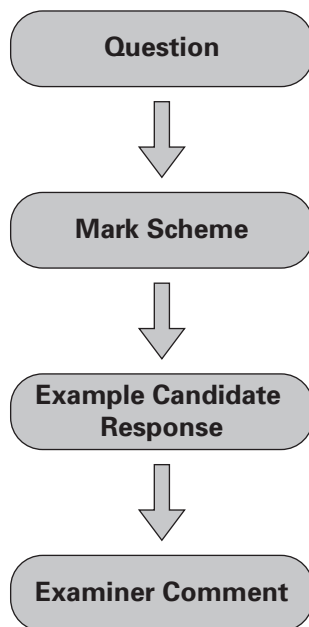 Question
Mark Scheme
Example Candidate
Response
Examiner Comment